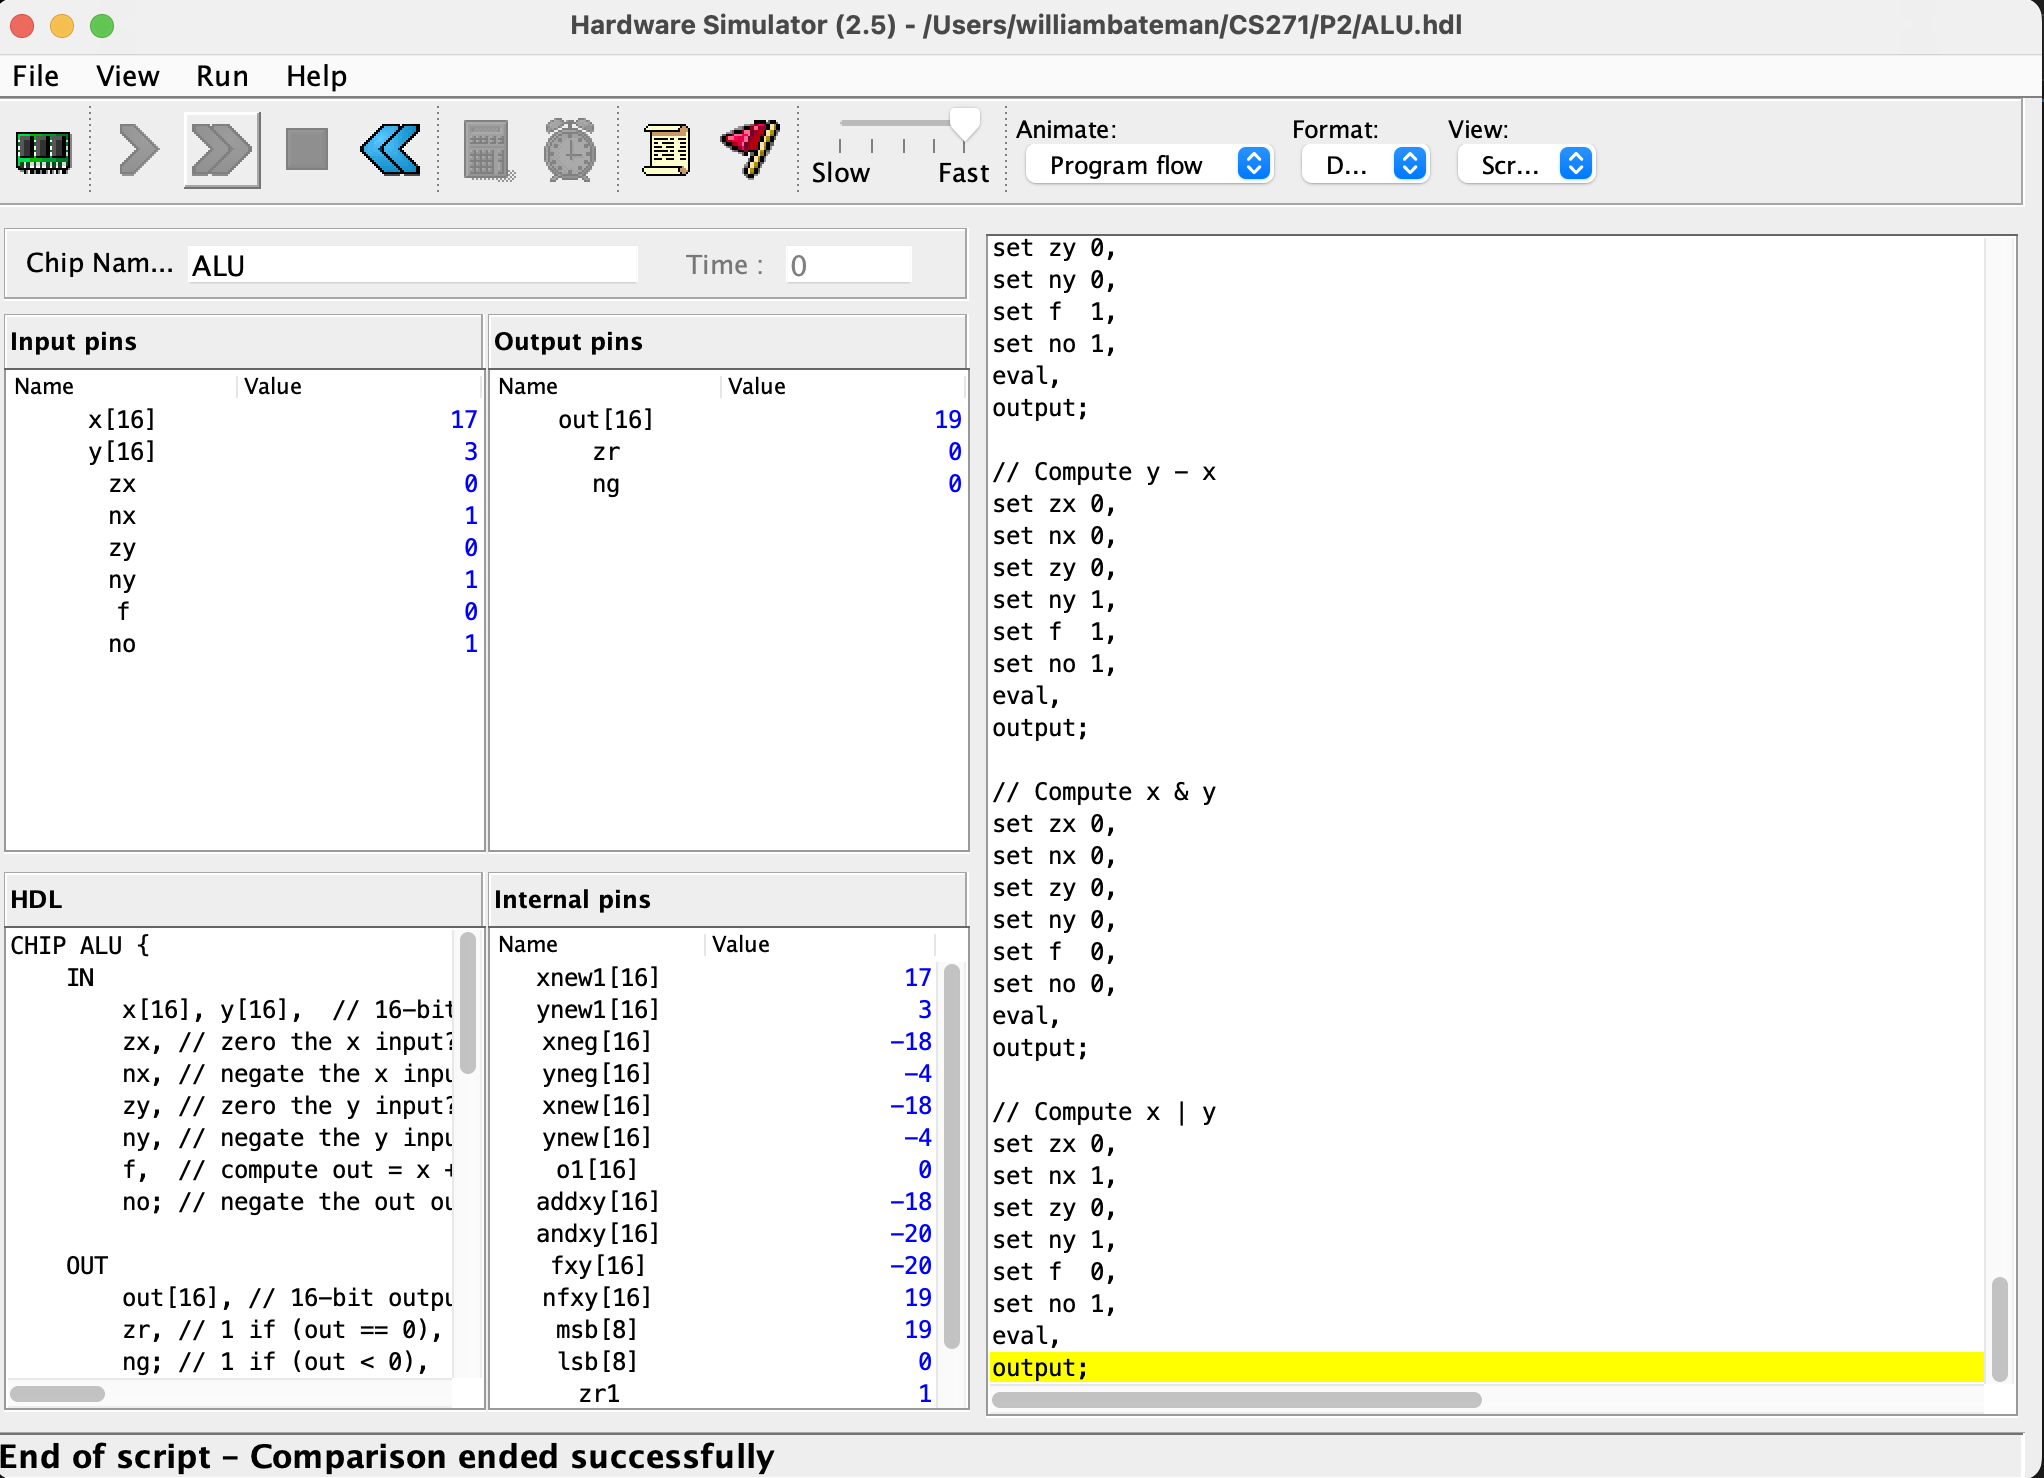 Hardware Simulator (2.5) - /Users/williambateman/CS271/P2/ALU.hdl
File View Run Help
Slow Fast
Animate: Format: View:
Program flow D... Scr...
Chip Nam... ALU Time : 0
Input pins
Name Value
x[16] 17
y[16] 3
zx 0
nx 1
zy 0
ny 1
f 0
no 1
Output pins
Name Value
out[16] 19
zr 0
ng 0
HDL
CHIP ALU {
IN
x[16], y[16],  // 16-bit
zx, // zero the x input?
nx, // negate the x inpu
zy, // zero the y input?
ny, // negate the y inpu
f,  // compute out = x +
no; // negate the out ou
OUT
out[16], // 16-bit outpu
zr, // 1 if (out == 0),
ng; // 1 if (out < 0),
Internal pins
Name Value
xnew1[16] 17
ynew1[16] 3
xneg[16] -18
yneg[16] -4
xnew[16] -18
ynew[16] -4
o1[16] 0
addxy[16] -18
andxy[16] -20
fxy[16] -20
nfxy[16] 19
msb[8] 19
lsb[8] 0
zr1 1
set zy 0,
set ny 0,
set f  1,
set no 1,
eval,
output;
// Compute y - x
set zx 0,
set nx 0,
set zy 0,
set ny 1,
set f  1,
set no 1,
eval,
output;
// Compute x & y
set zx 0,
set nx 0,
set zy 0,
set ny 0,
set f  0,
set no 0,
eval,
output;
// Compute x | y
set zx 0,
set nx 1,
set zy 0,
set ny 1,
set f  0,
set no 1,
eval,
output;
End of script - Comparison ended successfully